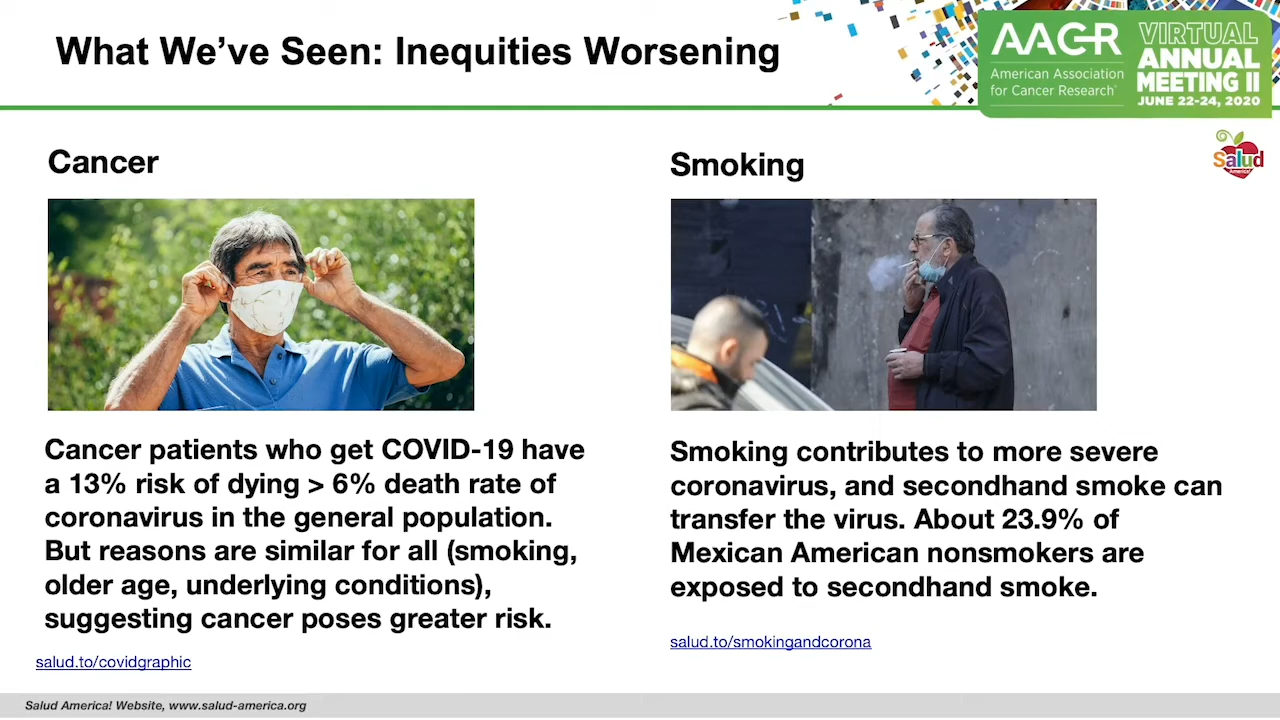 What We’ve Seen: Inequities Worsening
AACR
American Association
for Cancer Research®
VIRTUAL
ANNUAL
MEETING II
JUNE 22-24, 2020
Salud
America!
Cancer
Cancer patients who get COVID-19 have
a 13% risk of dying > 6% death rate of
coronavirus in the general population.
But reasons are similar for all (smoking,
older age, underlying conditions),
suggesting cancer poses greater risk.
salud.to/covidgraphic
Smoking
Smoking contributes to more severe
coronavirus, and secondhand smoke can
transfer the virus. About 23.9% of
Mexican American nonsmokers are
exposed to secondhand smoke.
salud.to/smokingandcorona
Salud America! Website, www.salud-america.org